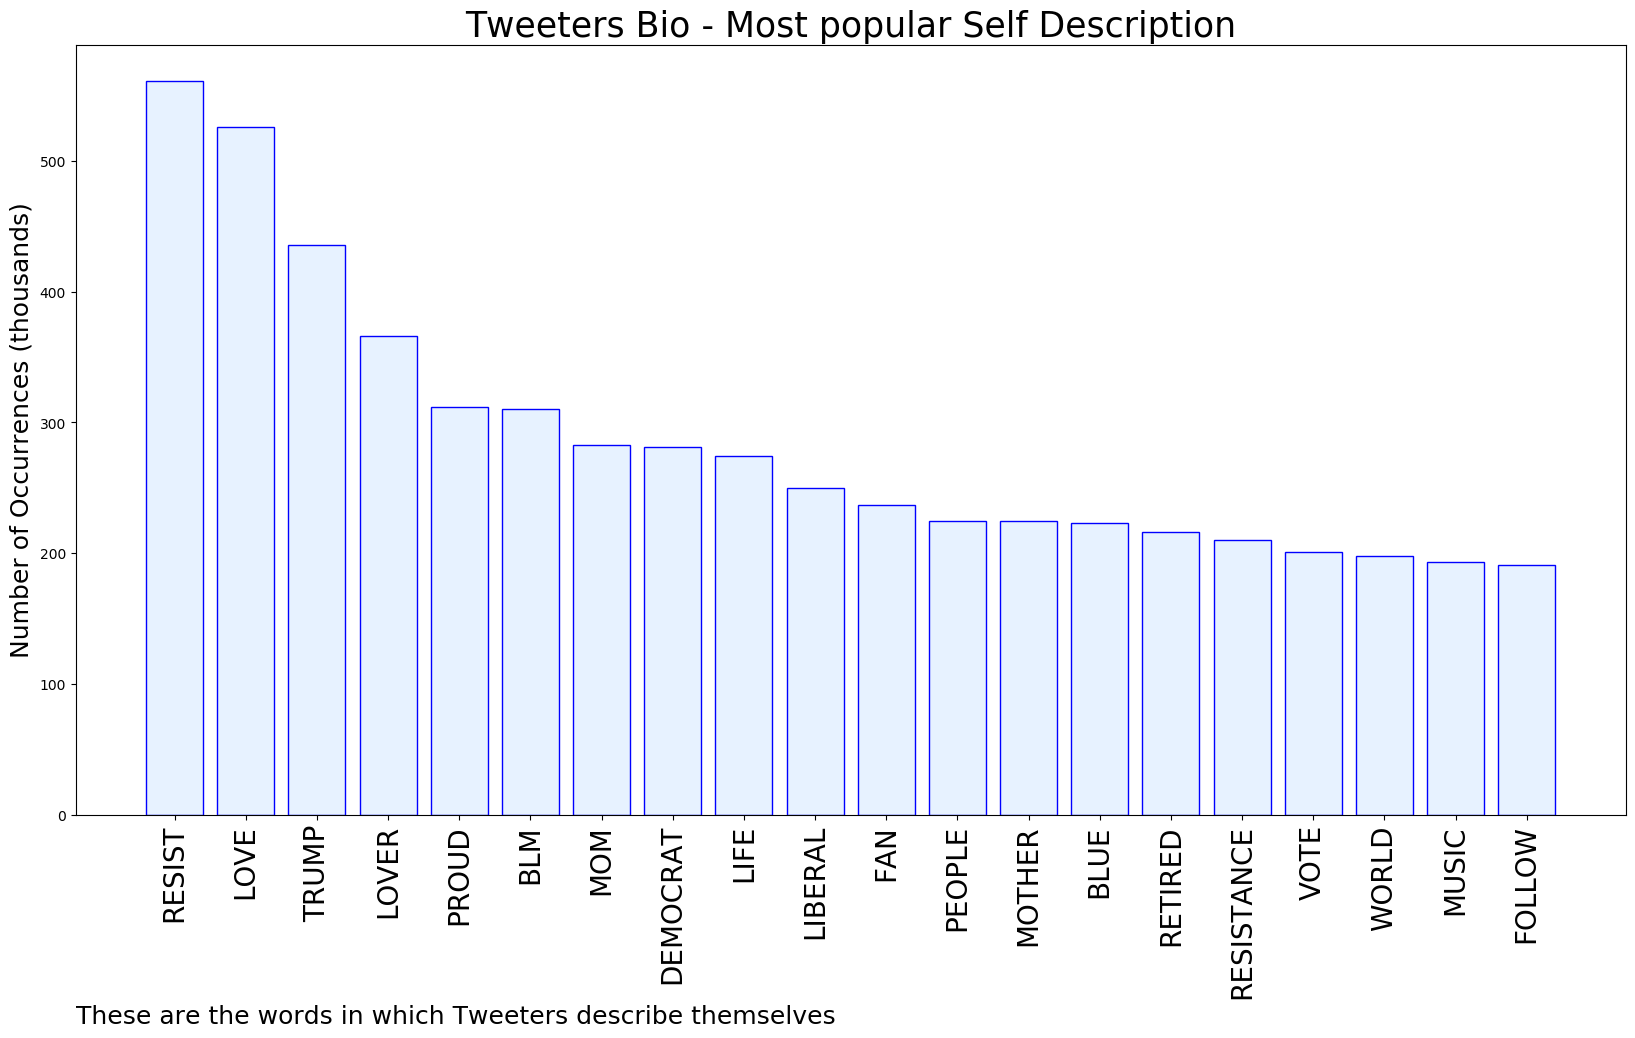 Tweeters Bio - Most popular Self Description
Number of Occurrences (thousands)
500
400
300
200
100
0
RESIST
LOVE
TRUMP
LOVER
PROUD
BLM
MOM
DEMOCRAT
LIFE
LIBERAL
FAN
PEOPLE
MOTHER
BLUE
RETIRED
RESISTANCE
VOTE
WORLD
MUSIC
FOLLOW
These are the words in which Tweeters describe themselves